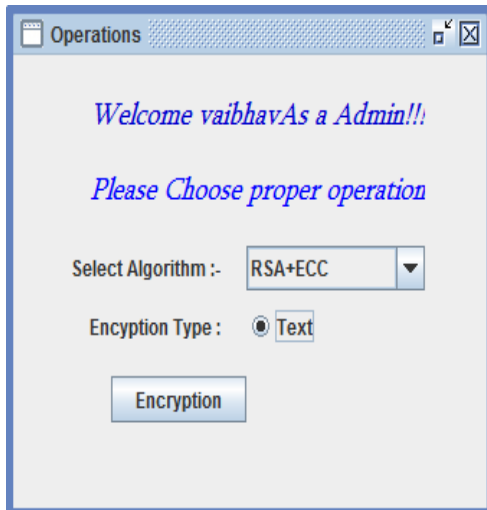 Operations
Welcome vaibhavAs a Admin!!!
Please Choose proper operation
Select Algorithm :- RSA+ECC
Encyption Type : Text
Encryption